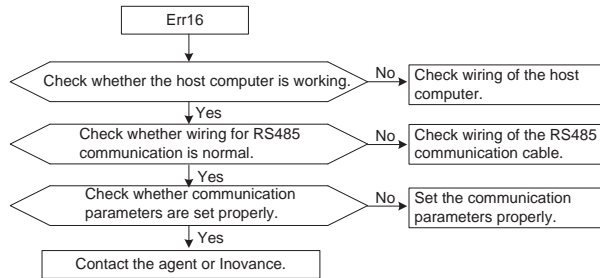 Err16
Check whether the host computer is working.
No
Check wiring of the host
computer.
Yes
Check whether wiring for RS485
communication is normal.
No
Check wiring of the RS485
communication cable.
Yes
Check whether communication
parameters are set properly.
No
Set the communication
parameters properly.
Yes
Contact the agent or Inovance.